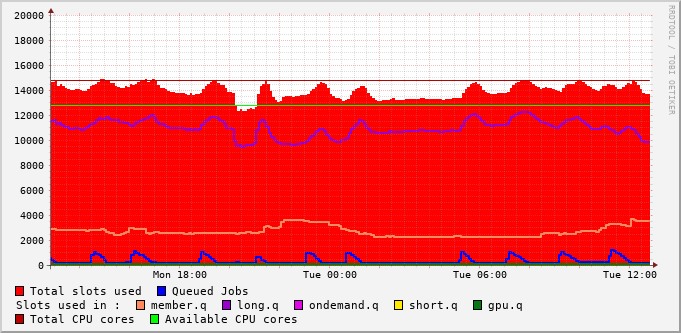 RRDTOOL / TOBI OETIKER
20000
18000
16000
14000
12000
10000
8000
6000
4000
2000
0
Mon 18:00 Tue 00:00 Tue 06:00 Tue 12:00
Total slots used Queued Jobs
Slots used in : member.q long.q ondemand.q short.q gpu.q
Total CPU cores Available CPU cores